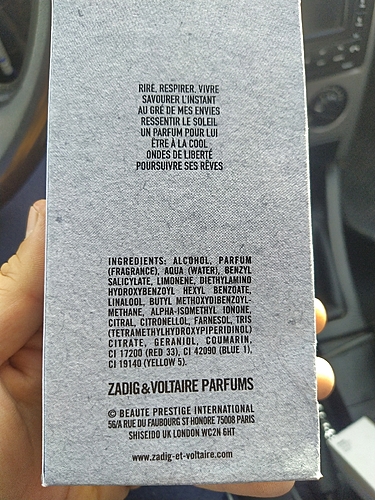 RIRE, RESPIRER, VIVRE
SAVOURER L'INSTANT
AU GRÉ DE MES ENVIES
RESSENTIR LE SOLEIL
UN PARFUM POUR LUI
ÊTRE À LA COOL
ONDES DE LIBERTÉ
POURSUIVRE SES RÊVES
INGREDIENTS: ALCOHOL, PARFUM
(FRAGRANCE), AQUA (WATER), BENZYL
SALICYLATE, LIMONENE, DIETHYLAMINO
HYDROXYBENZOYL HEXYL BENZOATE,
LINALOOL, BUTYL METHOXYDIBENZOYL-
METHANE, ALPHA-ISOMETHYL IONONE,
CITRAL, CITRONELLOL, FARNESOL, TRIS
(TETRAMETHYLHYDROXYPIPERIDINOL)
CITRATE, GERANIOL, COUMARIN,
CI 17200 (RED 33), CI 42090 (BLUE 1),
CI 19140 (YELLOW 5).
ZADIG&VOLTAIRE PARFUMS
© BEAUTE PRESTIGE INTERNATIONAL
56/A RUE DU FAUBOURG ST HONORE 75008 PARIS
SHISEIDO UK LONDON WC2N 6HT
www.zadig-et-voltaire.com